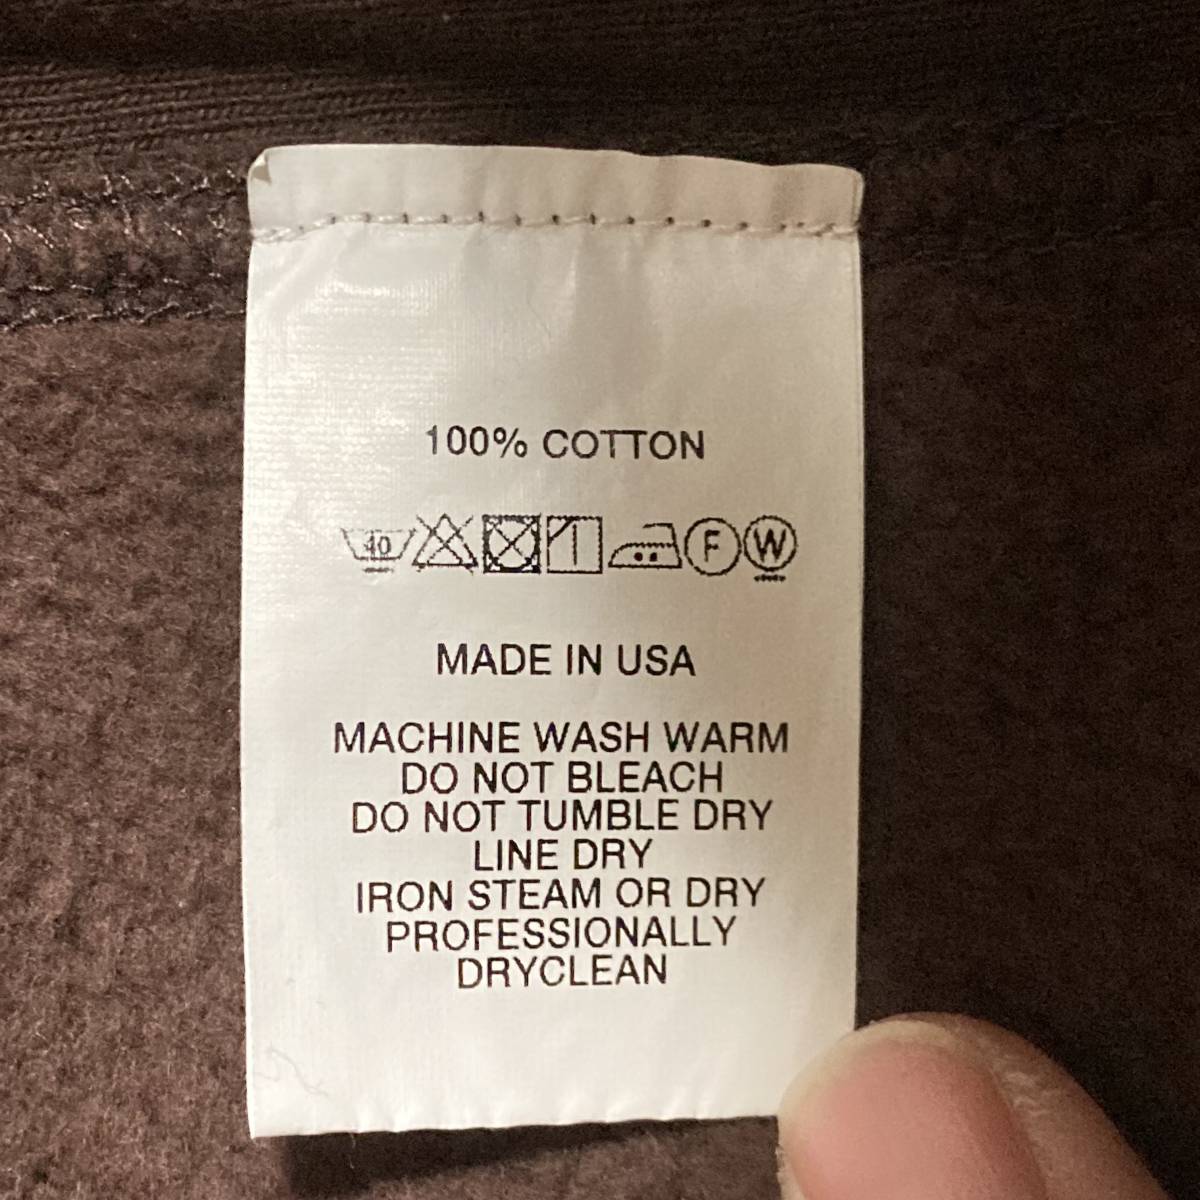 100% COTTON
40 F W
MADE IN USA
MACHINE WASH WARM
DO NOT BLEACH
DO NOT TUMBLE DRY
LINE DRY
IRON STEAM OR DRY
PROFESSIONALLY
DRYCLEAN